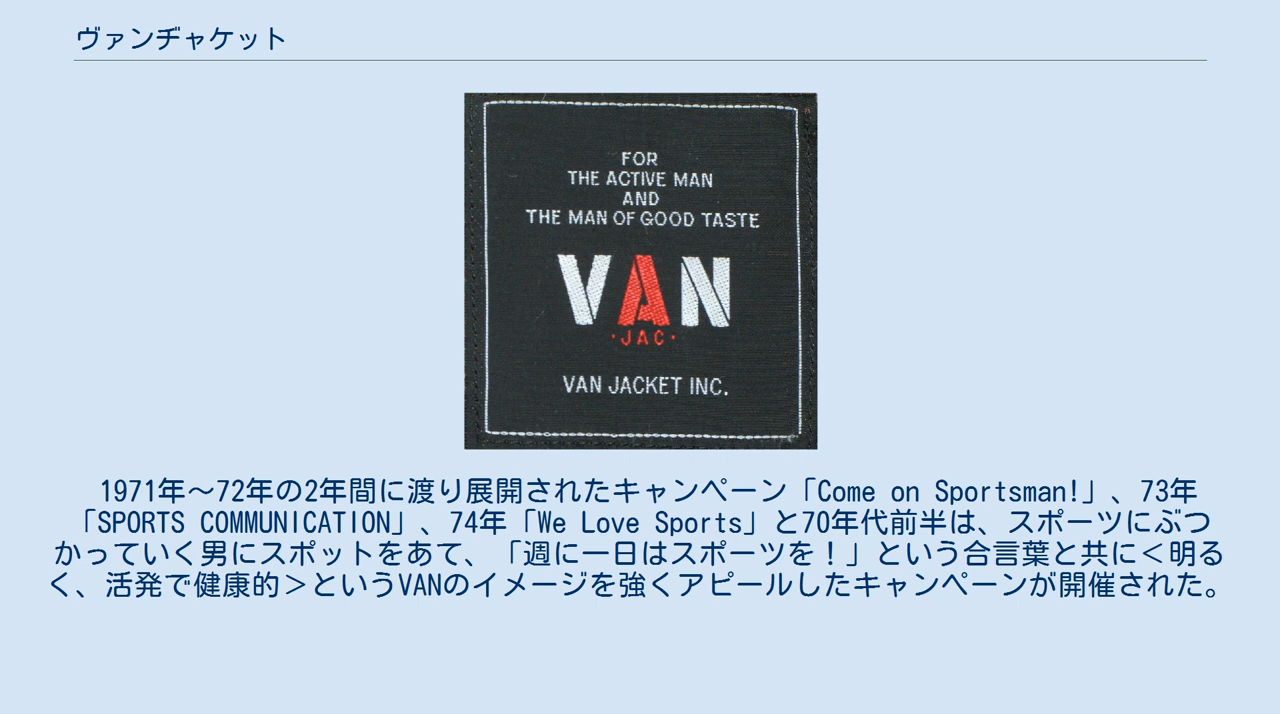 ヴァンヂャケット
FOR
THE ACTIVE MAN
AND
THE MAN OF GOOD TASTE
VAN
·JAC·
VAN JACKET INC.
1971年～72年の2年間に渡り展開されたキャンペーン「Come on Sportsman!」、73年
「SPORTS COMMUNICATION」、74年「We Love Sports」と70年代前半は、スポーツにぶつ
かっていく男にスポットをあて、「週に一日はスポーツを！」という合言葉と共に＜明る
く、活発で健康的＞というVANのイメージを強くアピールしたキャンペーンが開催された。